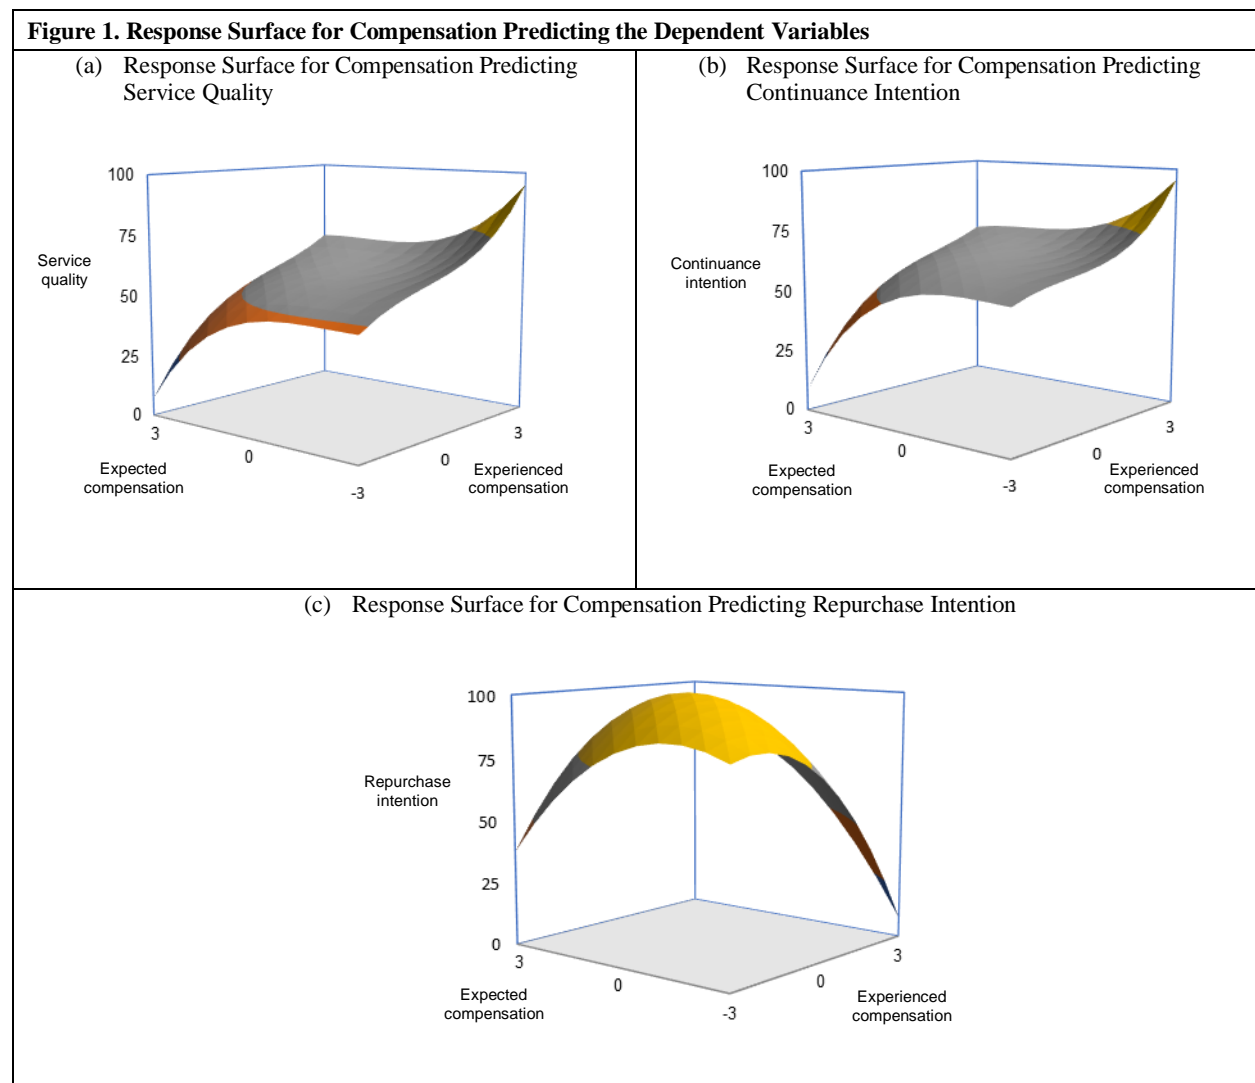 Figure 1. Response Surface for Compensation Predicting the Dependent Variables
(a) Response Surface for Compensation Predicting
Service Quality
100
75
Service
quality
50
25
0
3
0
Expected
compensation
-3
0
3
Experienced
compensation
(b) Response Surface for Compensation Predicting
Continuance Intention
100
75
Continuance
intention
50
25
0
3
0
Expected
compensation
-3
0
3
Experienced
compensation
(c) Response Surface for Compensation Predicting Repurchase Intention
100
75
Repurchase
intention
50
25
0
3
0
Expected
compensation
-3
0
3
Experienced
compensation